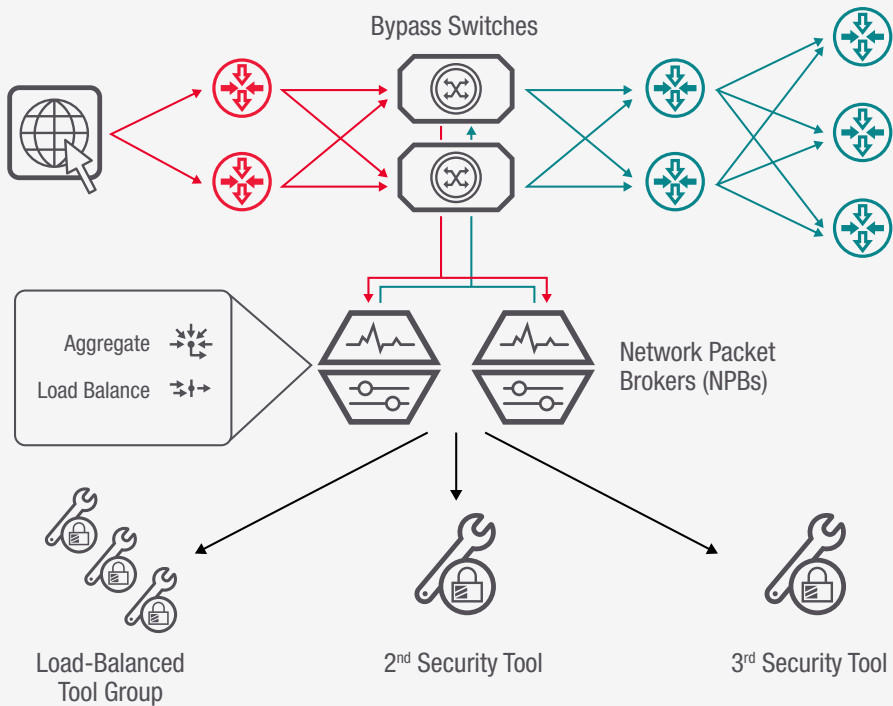 Bypass Switches
Aggregate
Load Balance
Network Packet
Brokers (NPBs)
Load-Balanced
Tool Group
2nd Security Tool
3rd Security Tool